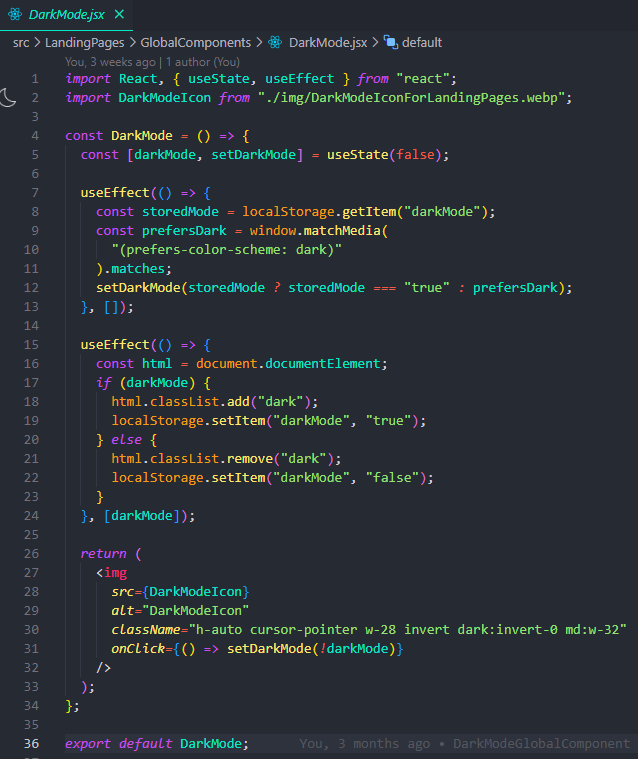 DarkMode.jsx
src > LandingPages > GlobalComponents > DarkMode.jsx > default
You, 3 weeks ago | 1 author (You)
1 import React, { useState, useEffect } from "react";
2 import DarkModeIcon from "./img/DarkModeIconForLandingPages.webp";
3
4 const DarkMode = () => {
5   const [darkMode, setDarkMode] = useState(false);
6
7   useEffect(() => {
8     const storedMode = localStorage.getItem("darkMode");
9     const prefersDark = window.matchMedia(
10       "(prefers-color-scheme: dark)"
11     ).matches;
12     setDarkMode(storedMode ? storedMode === "true" : prefersDark);
13   }, []);
14
15   useEffect(() => {
16     const html = document.documentElement;
17     if (darkMode) {
18       html.classList.add("dark");
19       localStorage.setItem("darkMode", "true");
20     } else {
21       html.classList.remove("dark");
22       localStorage.setItem("darkMode", "false");
23     }
24   }, [darkMode]);
25
26   return (
27     <img
28       src={DarkModeIcon}
29       alt="DarkModeIcon"
30       className="h-auto cursor-pointer w-28 invert dark:invert-0 md:w-32"
31       onClick={() => setDarkMode(!darkMode)}
32     />
33   );
34 };
35
36 export default DarkMode; You, 3 months ago • DarkModeGlobalComponent